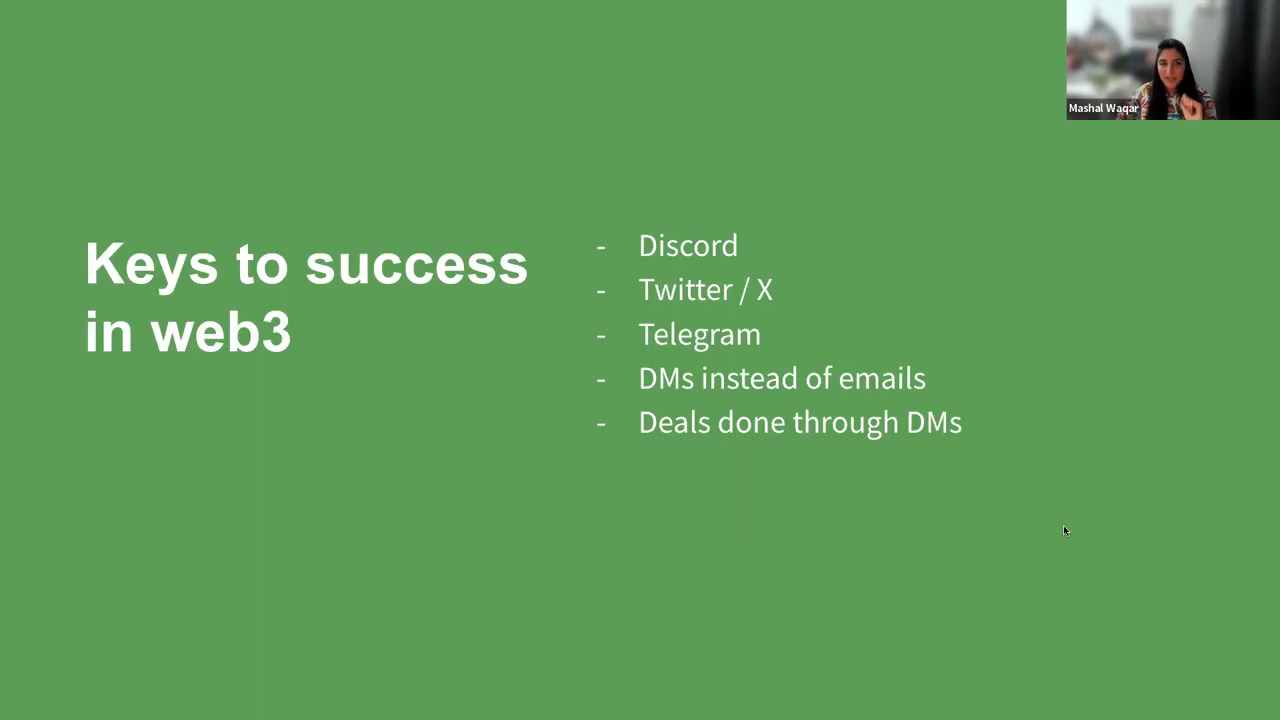 Mashal Waqar
Keys to success
in web3
- Discord
- Twitter / X
- Telegram
- DMs instead of emails
- Deals done through DMs